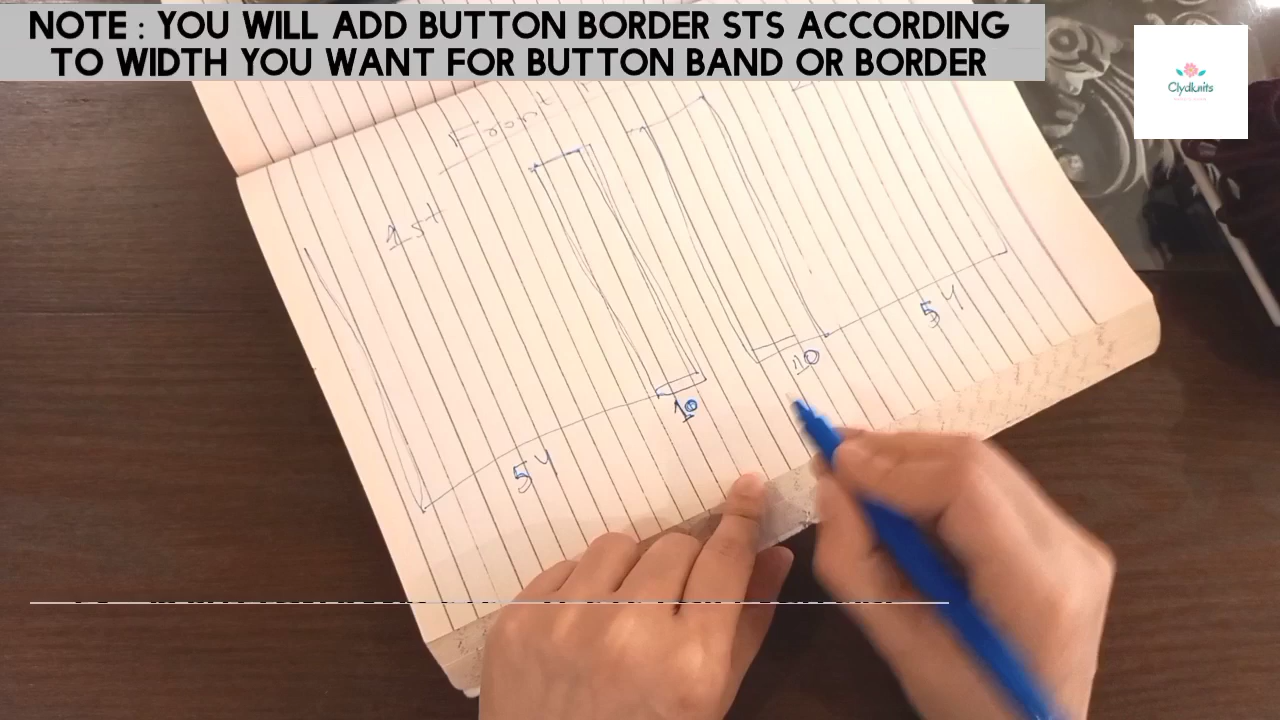 NOTE : YOU WILL ADD BUTTON BORDER STS ACCORDING
TO WIDTH YOU WANT FOR BUTTON BAND OR BORDER
Clydknits
Front
1st
54
10
10
54